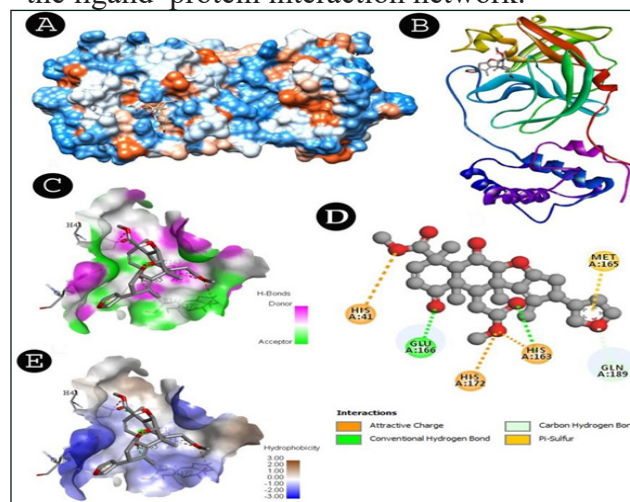 the ligand–protein interaction network.
A
B
C
H41
H-Bonds
Donor
Acceptor
D
MET
A:165
HIS
A:41
GLU
A:166
HIS
A:163
HIS
A:172
GLN
A:189
E
H41
Hydrophobicity
3.00
2.00
1.00
0.00
-1.00
-2.00
-3.00
Interactions
Attractive Charge
Conventional Hydrogen Bond
Carbon Hydrogen Bon
Pi-Sulfur